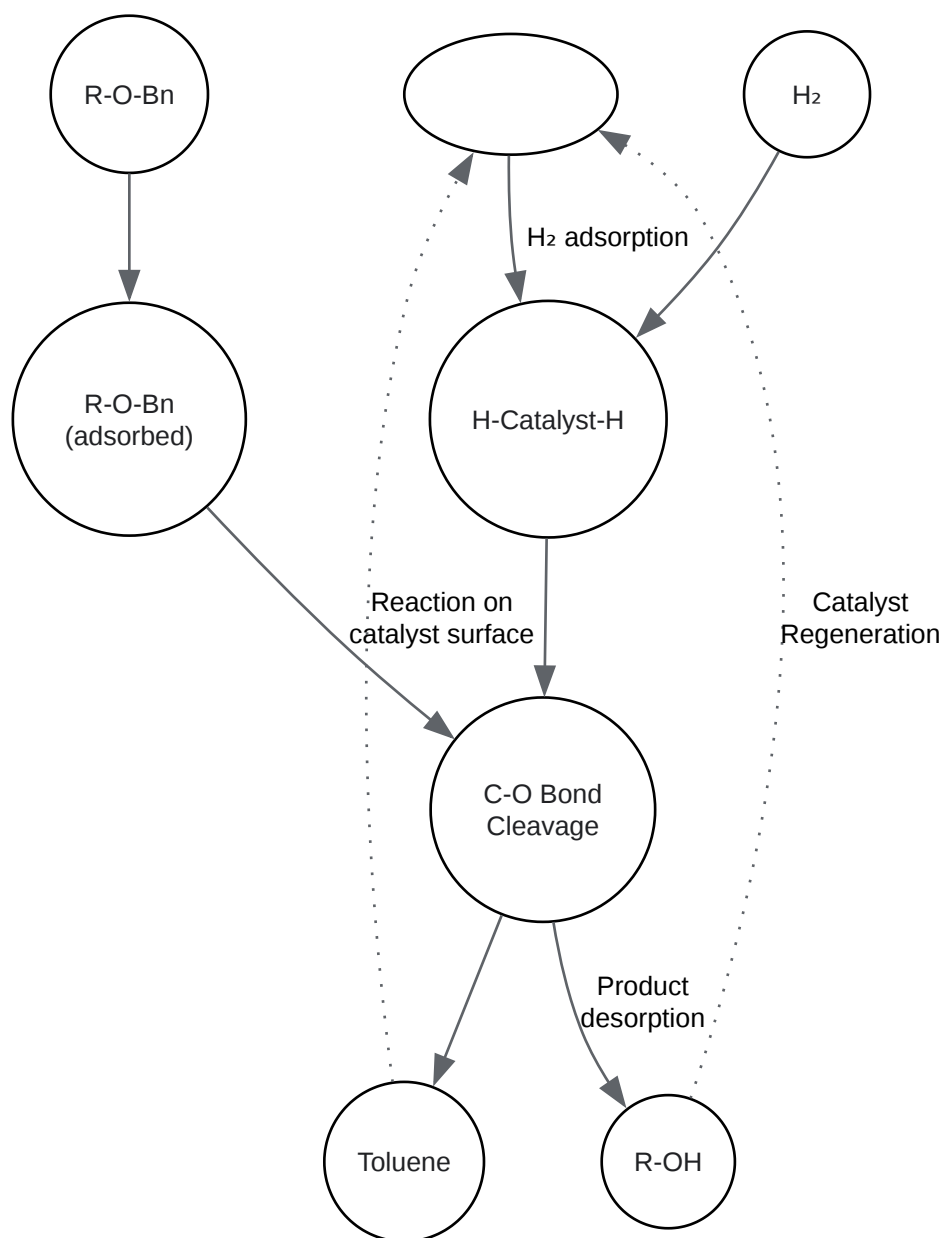 R-O-Bn
H₂
H₂ adsorption
R-O-Bn
(adsorbed)
H-Catalyst-H
Reaction on
catalyst surface
Catalyst
Regeneration
C-O Bond
Cleavage
Product
desorption
Toluene
R-OH